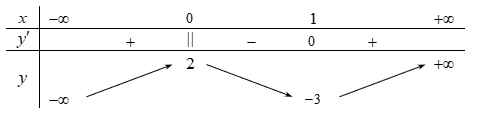 x −∞ 0 1 +∞
y′ + || − 0 + 
2 +∞
y
−∞ −3